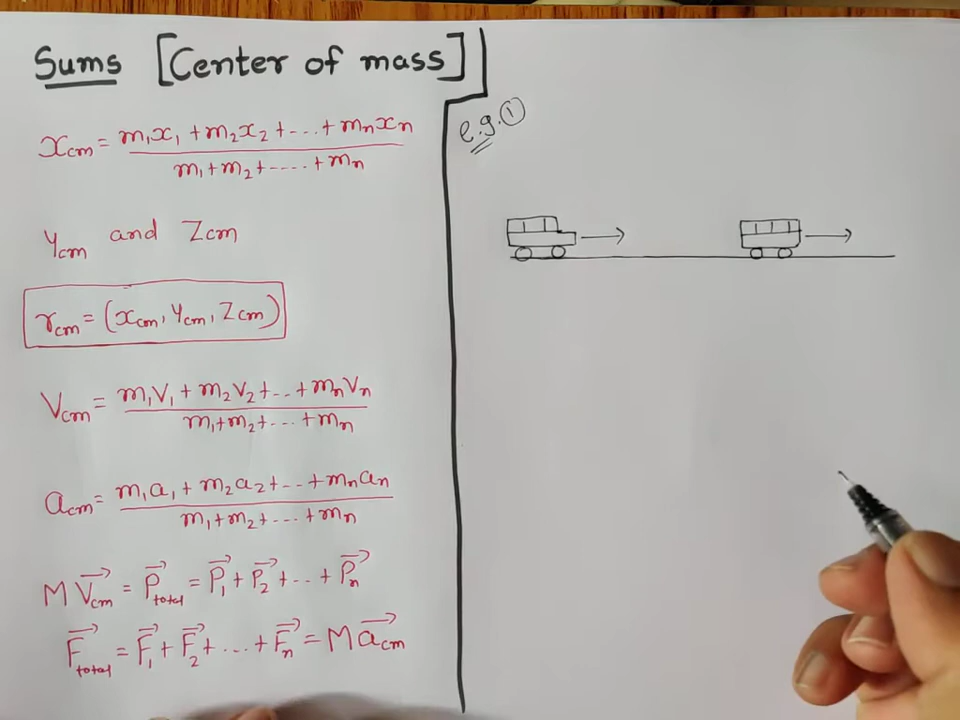 Sums [Center of mass]
xcm = m₁x₁ + m₂x₂ + ... + mₙxₙ
m₁ + m₂ + ..... + mₙ
Ycm and Zcm
rcm = (xcm, Ycm, Zcm)
Vcm = m₁V₁ + m₂V₂ + ... + mₙVₙ
m₁ + m₂ + ... + mₙ
acm = m₁a₁ + m₂a₂ + ... + mₙaₙ
m₁ + m₂ + ... + mₙ
M V⃗cm = P⃗total = P⃗₁ + P⃗₂ + ... + P⃗ₙ
F⃗total = F⃗₁ + F⃗₂ + ... + F⃗ₙ = M a⃗cm
e.g. ①